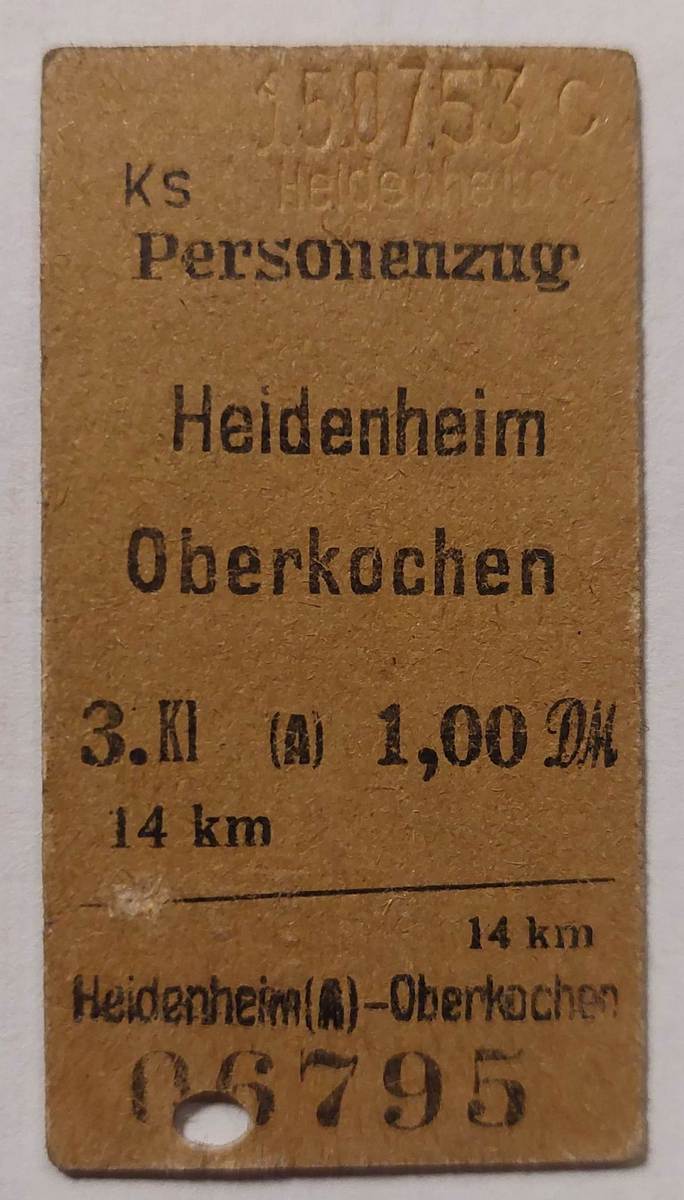 15.07.53 C
Heidenheim
Ks
Personenzug
Heidenheim
Oberkochen
3. Kl (A) 1,00 DM
14 km
14 km
Heidenheim(A)-Oberkochen
06795